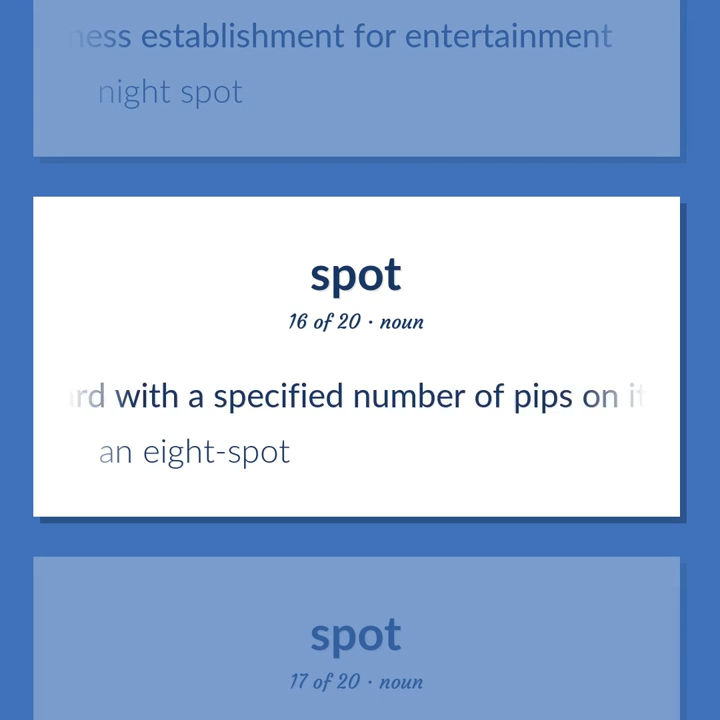 establishment for entertainment
night spot
spot
16 of 20 · noun
with a specified number of pips on
an eight-spot
spot
17 of 20 · noun